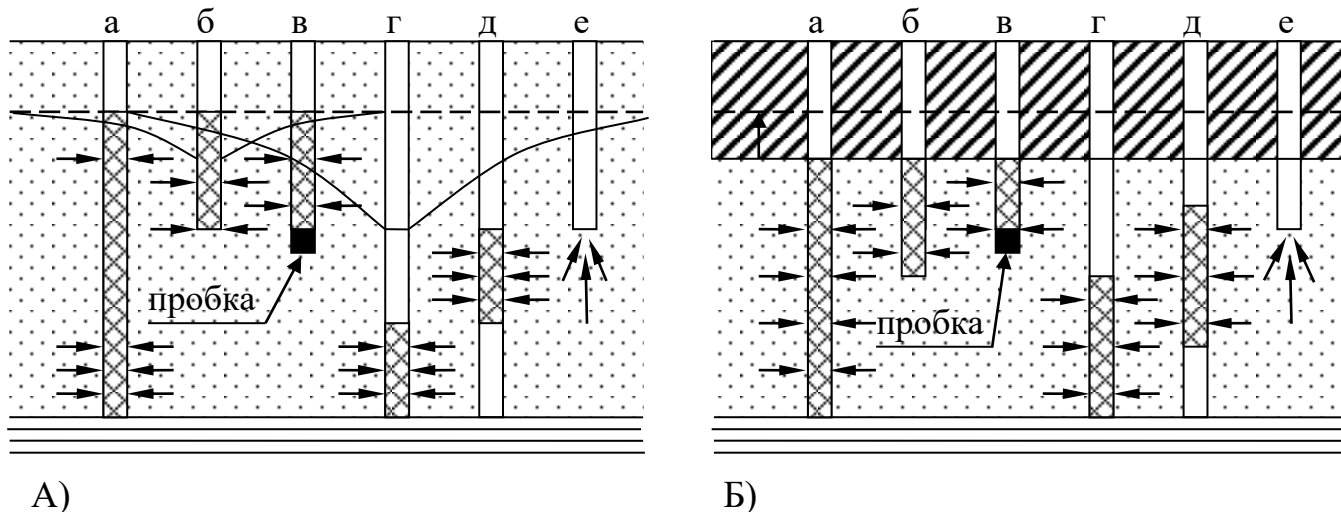 а б в г д е
а б в г д е
пробка
пробка
А)
Б)